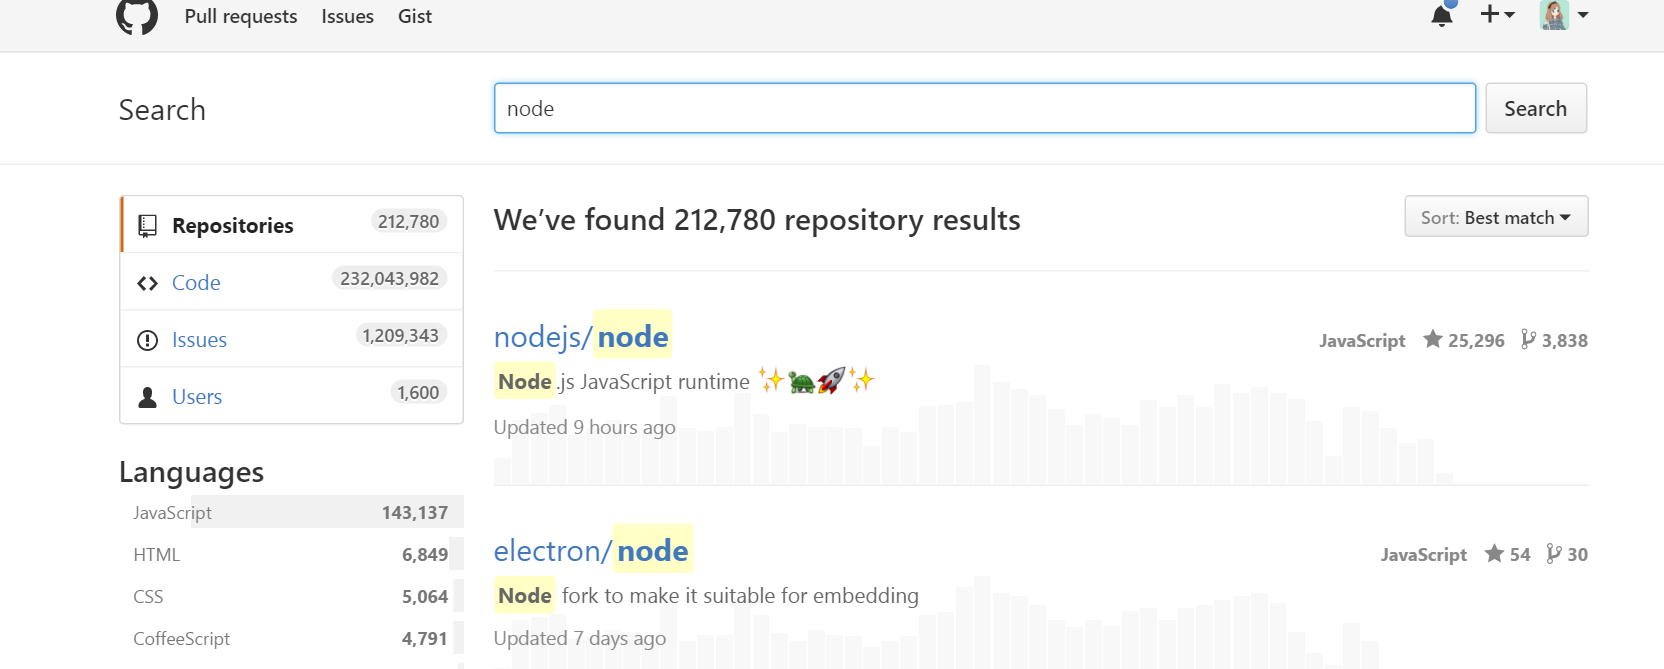 Pull requests Issues Gist
Search
node
Search
Repositories 212,780
Code 232,043,982
Issues 1,209,343
Users 1,600
Languages
JavaScript 143,137
HTML 6,849
CSS 5,064
CoffeeScript 4,791
We’ve found 212,780 repository results
Sort: Best match
nodejs/node
JavaScript 25,296 3,838
Node.js JavaScript runtime ✨🐢🚀✨
Updated 9 hours ago
electron/node
JavaScript 54 30
Node fork to make it suitable for embedding
Updated 7 days ago